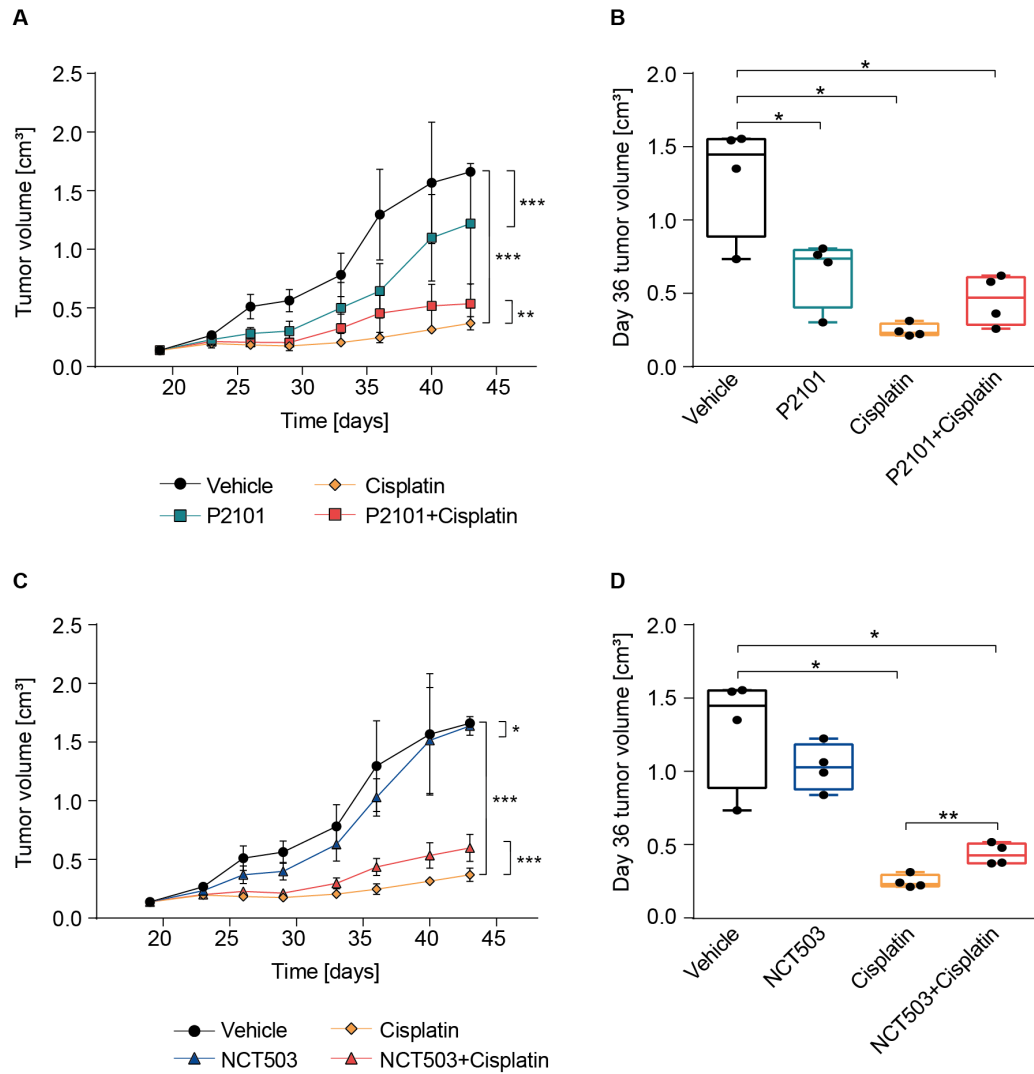 A
Tumor volume [cm³]
2.5
2.0
1.5
1.0
0.5
0.0
20 25 30 35 40 45
Time [days]
***
***
**
Vehicle
Cisplatin
P2101
P2101+Cisplatin
B
Day 36 tumor volume [cm³]
2.0
1.5
1.0
0.5
0.0
*
*
*
Vehicle
P2101
Cisplatin
P2101+Cisplatin
C
Tumor volume [cm³]
2.5
2.0
1.5
1.0
0.5
0.0
20 25 30 35 40 45
Time [days]
*
***
***
Vehicle
Cisplatin
NCT503
NCT503+Cisplatin
D
Day 36 tumor volume [cm³]
2.0
1.5
1.0
0.5
0.0
*
*
**
Vehicle
NCT503
Cisplatin
NCT503+Cisplatin